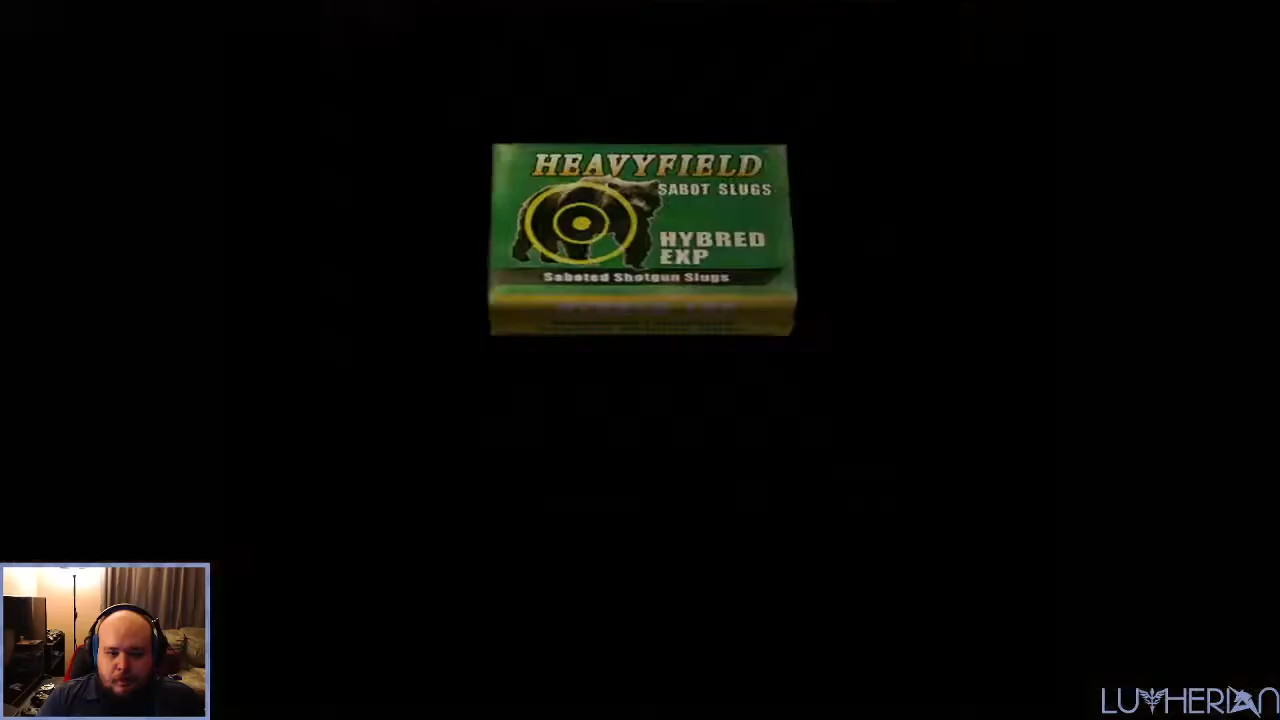 HEAVYFIELD
SABOT SLUGS
HYBRED
EXP
Saboted Shotgun Slugs
LUTHERIAN